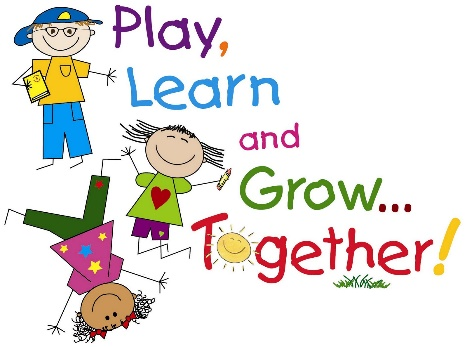 Play,
Learn
and
Grow...
Together!